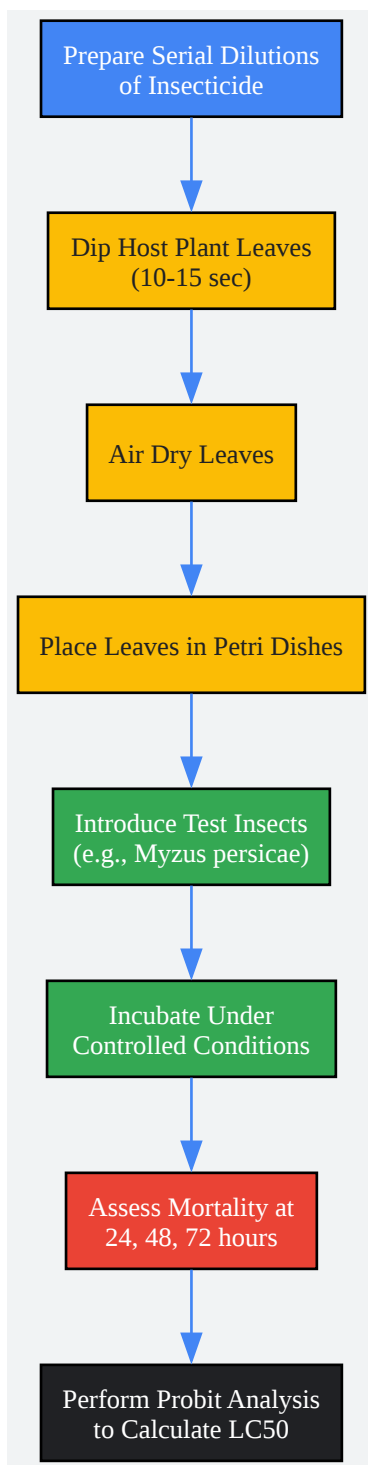 Prepare Serial Dilutions
of Insecticide
Dip Host Plant Leaves
(10-15 sec)
Air Dry Leaves
Place Leaves in Petri Dishes
Introduce Test Insects
(e.g., Myzus persicae)
Incubate Under
Controlled Conditions
Assess Mortality at
24, 48, 72 hours
Perform Probit Analysis
to Calculate LC50